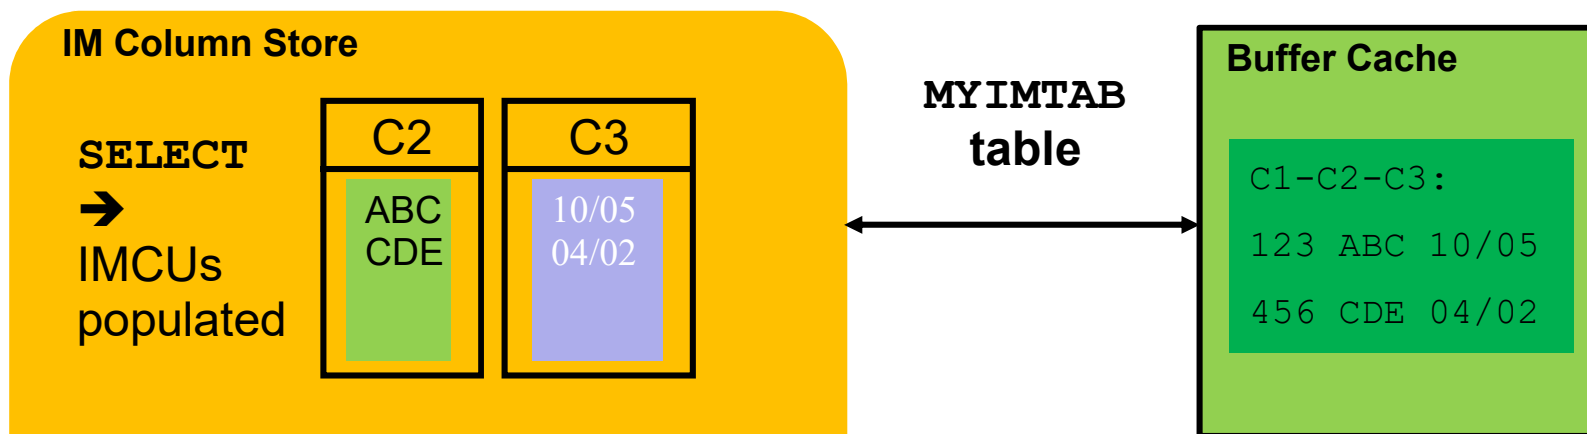 IM Column Store
SELECT
➔
IMCUs
populated
C2
ABC
CDE
C3
10/05
04/02
MYIMTAB
table
Buffer Cache
C1-C2-C3:
123 ABC 10/05
456 CDE 04/02